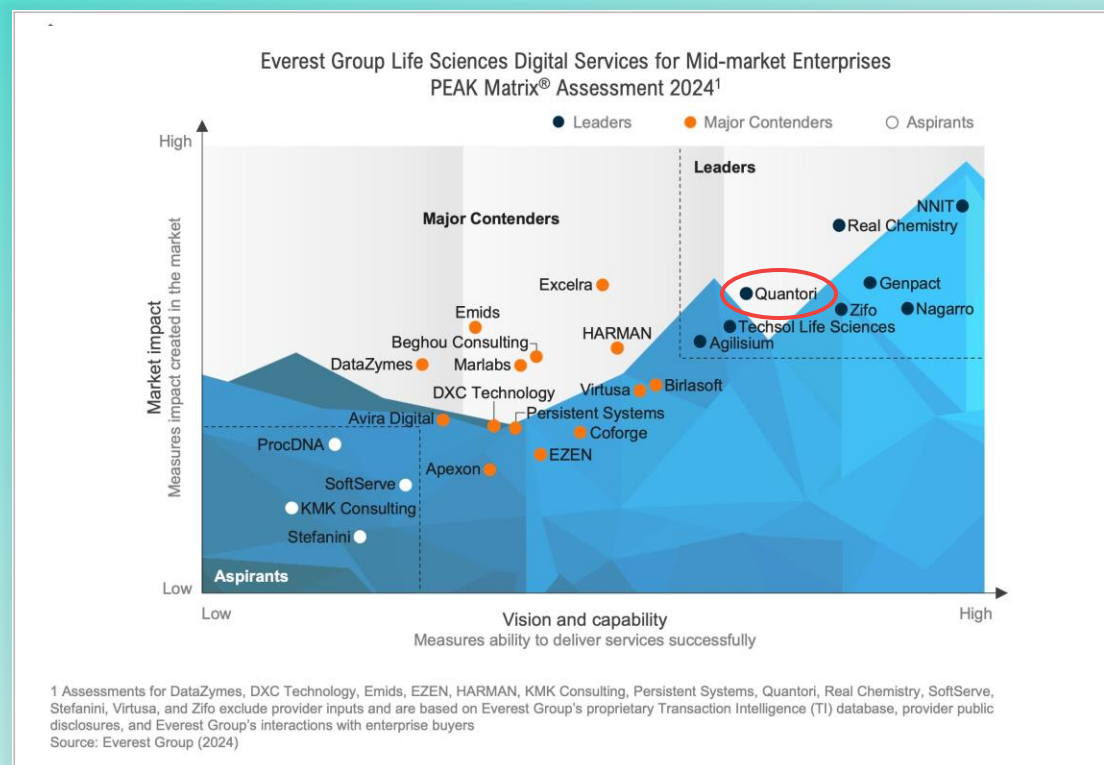 Everest Group Life Sciences Digital Services for Mid-market Enterprises
PEAK Matrix® Assessment 2024¹
Leaders
Major Contenders
Aspirants
High
Leaders
NNIT
Major Contenders
Real Chemistry
Excelra
Genpact
Quantori
Emids
Zifo
Nagarro
Techsol Life Sciences
Beghou Consulting
HARMAN
Agilisium
DataZymes
Marlabs
DXC Technology
Virtusa
Birlasoft
Avira Digital
Persistent Systems
Coforge
ProcDNA
EZEN
Apexon
SoftServe
KMK Consulting
Stefanini
Aspirants
Market impact
Measures impact created in the market
Low
Low
High
Vision and capability
Measures ability to deliver services successfully
1 Assessments for DataZymes, DXC Technology, Emids, EZEN, HARMAN, KMK Consulting, Persistent Systems, Quantori, Real Chemistry, SoftServe,
Stefanini, Virtusa, and Zifo exclude provider inputs and are based on Everest Group's proprietary Transaction Intelligence (TI) database, provider public
disclosures, and Everest Group's interactions with enterprise buyers
Source: Everest Group (2024)